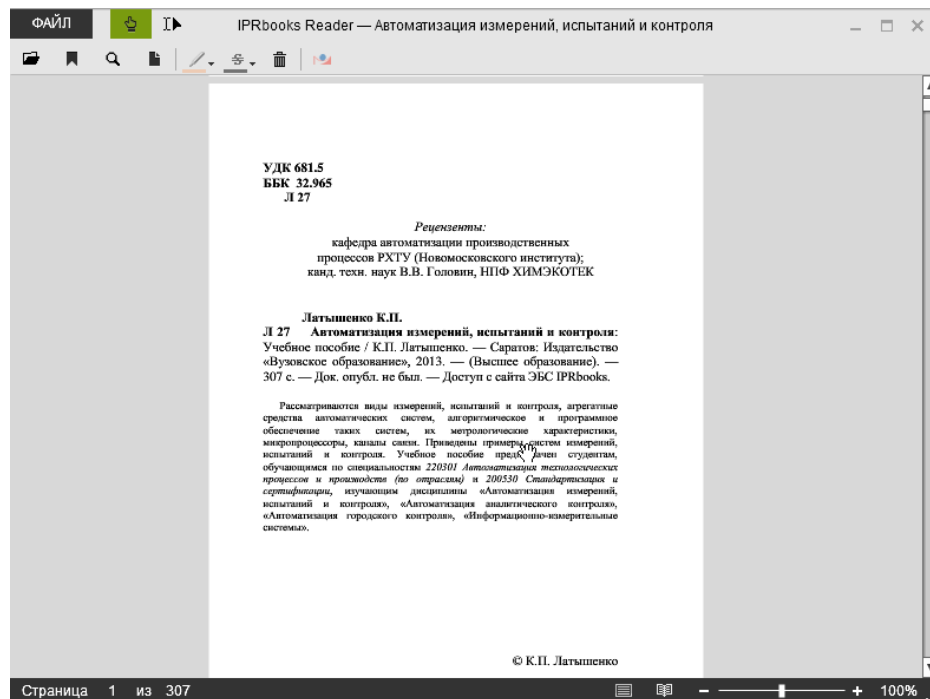 ФАЙЛ
IPRbooks Reader — Автоматизация измерений, испытаний и контроля
УДК 681.5
ББК 32.965
Л 27
Рецензенты:
кафедра автоматизации производственных
процессов РХТУ (Новомосковского института);
канд. техн. наук В.В. Головин, НПФ ХИМЭКОТЕК
Латышенко К.П.
Л 27 Автоматизация измерений, испытаний и контроля:
Учебное пособие / К.П. Латышенко. — Саратов: Издательство
«Вузовское образование», 2013. — (Высшее образование). —
307 с. — Док. опубл. не был. — Доступ с сайта ЭБС IPRbooks.
Рассматриваются виды измерений, испытаний и контроля, агрегатные
средства автоматических систем, алгоритмическое и программное
обеспечение таких систем, их метрологические характеристики,
микропроцессоры, каналы связи. Приведены примеры систем измерений,
испытаний и контроля. Учебное пособие студентам,
обучающимся по специальностям 220301 Автоматизация технологических
процессов и производств (по отраслям) и 200530 Стандартизация и
сертификация, изучающим дисциплины «Автоматизация измерений,
испытаний и контроля», «Автоматизация аналитического контроля»,
«Автоматизация городского контроля», «Информационно-измерительные
системы».
© К.П. Латышенко
Страница 1 из 307
100%